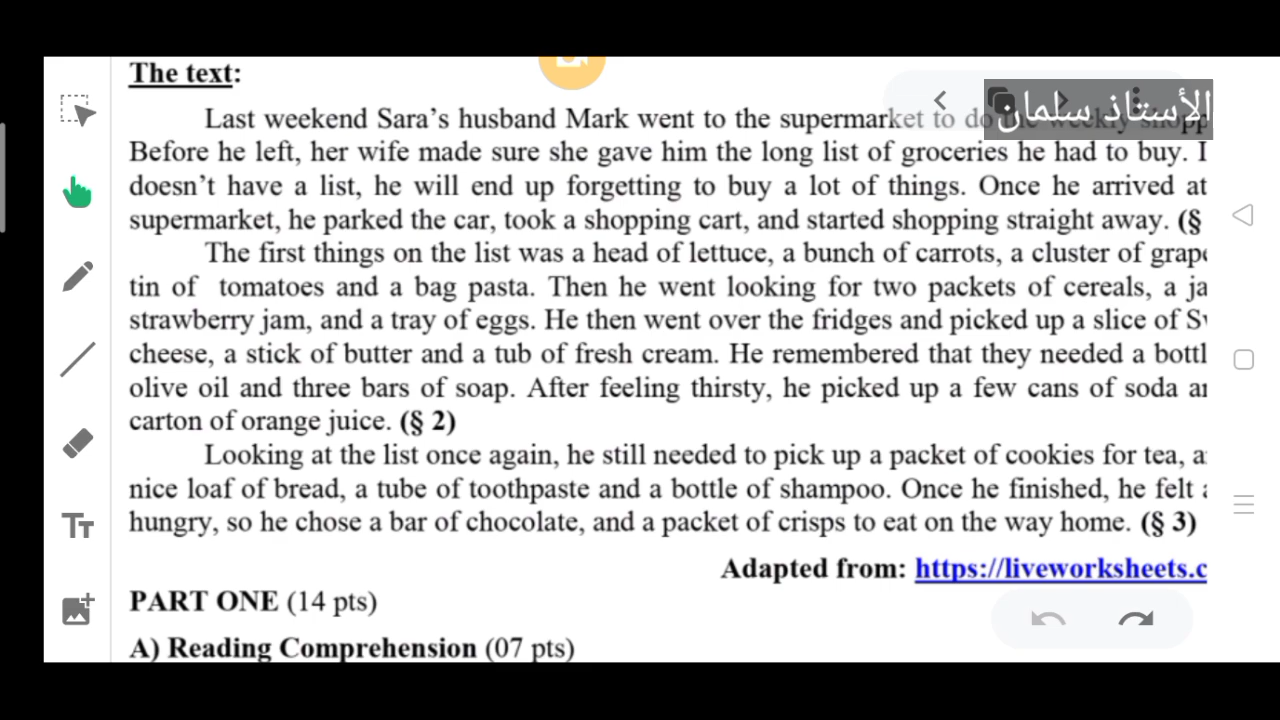 The text:
الأستاذ سلمان
Last weekend Sara's husband Mark went to the supermarket to do the weekly
Before he left, her wife made sure she gave him the long list of groceries he had to buy. I
doesn't have a list, he will end up forgetting to buy a lot of things. Once he arrived at
supermarket, he parked the car, took a shopping cart, and started shopping straight away. (§
The first things on the list was a head of lettuce, a bunch of carrots, a cluster of grape
tin of tomatoes and a bag pasta. Then he went looking for two packets of cereals, a ja
strawberry jam, and a tray of eggs. He then went over the fridges and picked up a slice of
cheese, a stick of butter and a tub of fresh cream. He remembered that they needed a bottl
olive oil and three bars of soap. After feeling thirsty, he picked up a few cans of soda
carton of orange juice. (§ 2)
Looking at the list once again, he still needed to pick up a packet of cookies for tea,
nice loaf of bread, a tube of toothpaste and a bottle of shampoo. Once he finished, he felt
hungry, so he chose a bar of chocolate, and a packet of crisps to eat on the way home. (§ 3)
Adapted from: https://liveworksheets.c
PART ONE (14 pts)
A) Reading Comprehension (07 pts)
TT